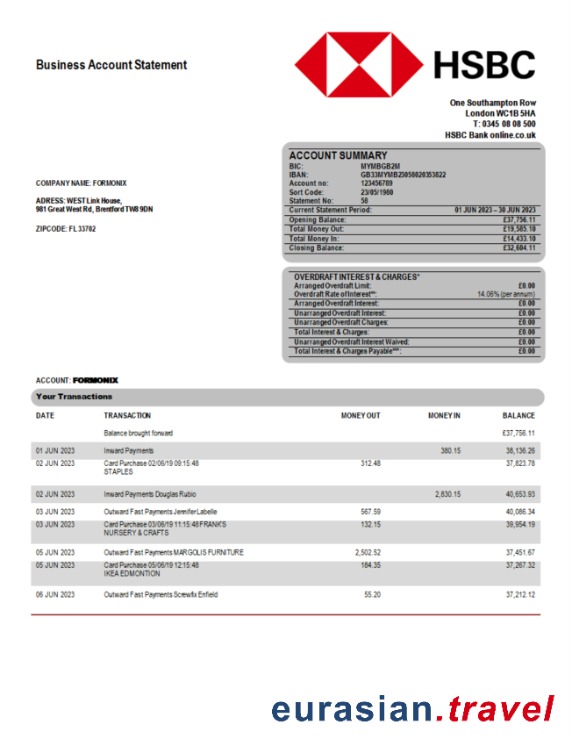 Business Account Statement
HSBC
One Southampton Row
London WC1B 5HA
T: 0345 08 08 500
HSBC Bank online.co.uk
ACCOUNT SUMMARY
BIC: MYMBGB2M
IBAN: GB33MYMB23058020353822
Account no: 123456789
Sort Code: 23/05/1980
Statement No: 58
Current Statement Period: 01 JUN 2023 – 30 JUN 2023
Opening Balance: £37,756.11
Total Money Out: £19,585.10
Total Money In: £14,433.10
Closing Balance: £32,604.11
COMPANY NAME: FORMONIX
ADRESS: WEST Link House,
981 Great West Rd, Brentford TW8 9DN
ZIPCODE: FL 33702
OVERDRAFT INTEREST & CHARGES*
Arranged Overdraft Limit: £0.00
Overdraft Rate of Interest**: 14.06% (per annum)
Arranged Overdraft Interest: £0.00
Unarranged Overdraft Interest: £0.00
Unarranged Overdraft Charges: £0.00
Total Interest & Charges: £0.00
Unarranged Overdraft Interest Waived: £0.00
Total Interest & Charges Payable***: £0.00
ACCOUNT: FORMONIX
Your Transactions
DATE TRANSACTION MONEY OUT MONEY IN BALANCE
Balance brought forward £37,756.11
01 JUN 2023 Inward Payments 380.15 38,136.26
02 JUN 2023 Card Purchase 02/06/19 09:15:48 312.48 37,823.78
STAPLES
02 JUN 2023 Inward Payments Douglas Rubio 2,830.15 40,653.93
03 JUN 2023 Outward Fast Payments Jennifer Labelle 567.59 40,086.34
03 JUN 2023 Card Purchase 03/06/19 11:15:48 FRANKS 132.15 39,954.19
NURSERY & CRAFTS
05 JUN 2023 Outward Fast Payments MARGOLIS FURNITURE 2,502.52 37,451.67
05 JUN 2023 Card Purchase 05/06/19 12:15:48 184.35 37,267.32
IKEA EDMONTION
06 JUN 2023 Outward Fast Payments Screwfix Enfield 55.20 37,212.12
eurasian.travel